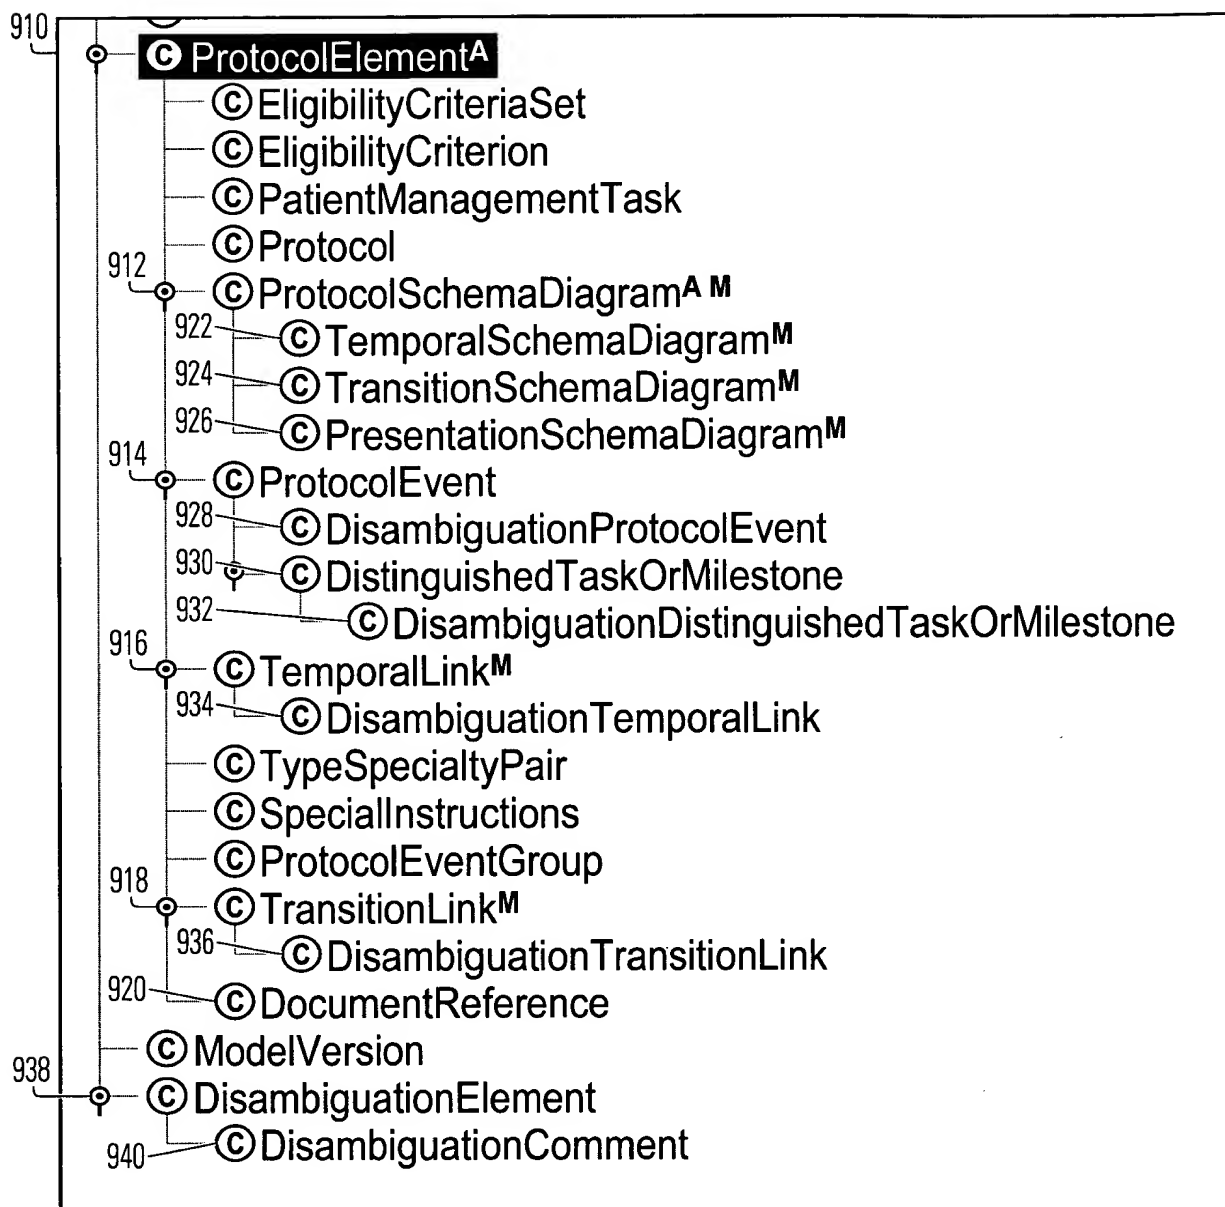 910
Ⓒ ProtocolElementA
Ⓒ EligibilityCriteriaSet
Ⓒ EligibilityCriterion
Ⓒ PatientManagementTask
Ⓒ Protocol
912
Ⓒ ProtocolSchemaDiagramA M
922 Ⓒ TemporalSchemaDiagramM
924 Ⓒ TransitionSchemaDiagramM
926 Ⓒ PresentationSchemaDiagramM
914
Ⓒ ProtocolEvent
928 Ⓒ DisambiguationProtocolEvent
930 Ⓒ DistinguishedTaskOrMilestone
932 Ⓒ DisambiguationDistinguishedTaskOrMilestone
916
Ⓒ TemporalLinkM
934 Ⓒ DisambiguationTemporalLink
Ⓒ TypeSpecialtyPair
Ⓒ SpecialInstructions
Ⓒ ProtocolEventGroup
918
Ⓒ TransitionLinkM
936 Ⓒ DisambiguationTransitionLink
920 Ⓒ DocumentReference
Ⓒ ModelVersion
938
Ⓒ DisambiguationElement
940 Ⓒ DisambiguationComment